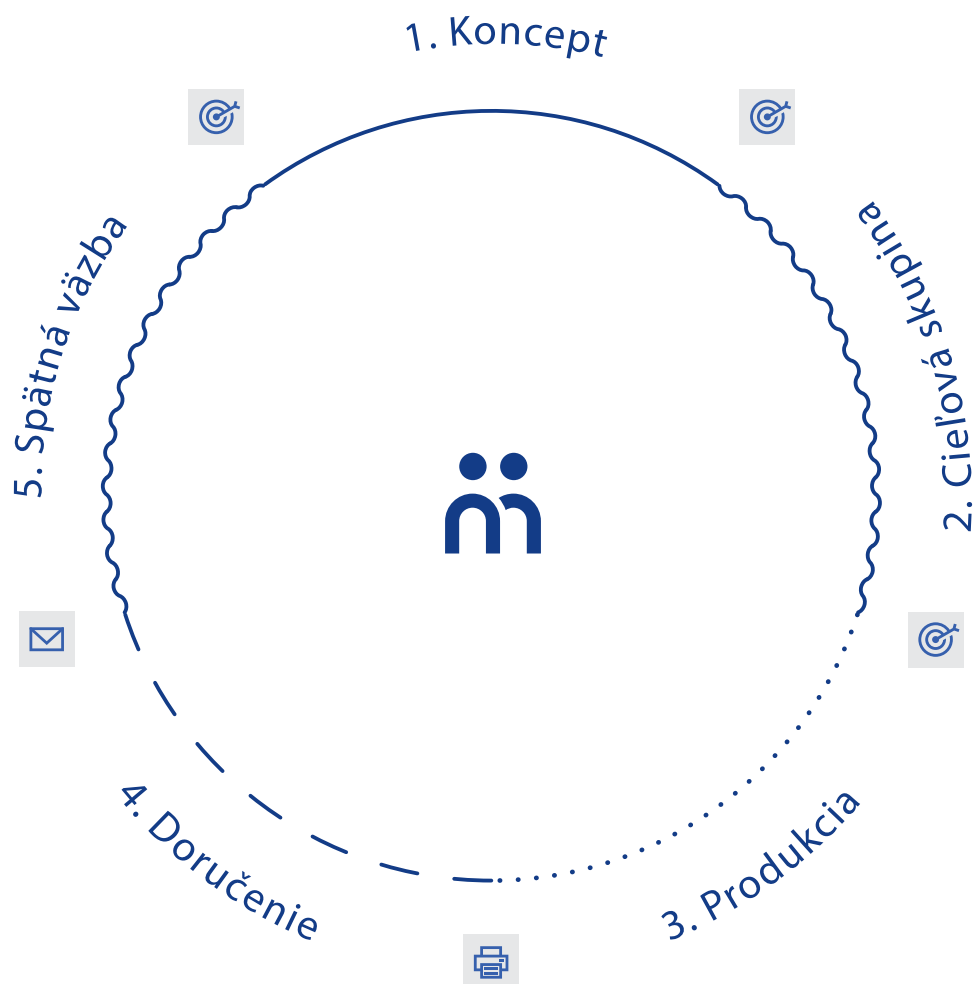 1. Koncept
2. Cieľová skupina
3. Produkcia
4. Doručenie
5. Spätná väzba